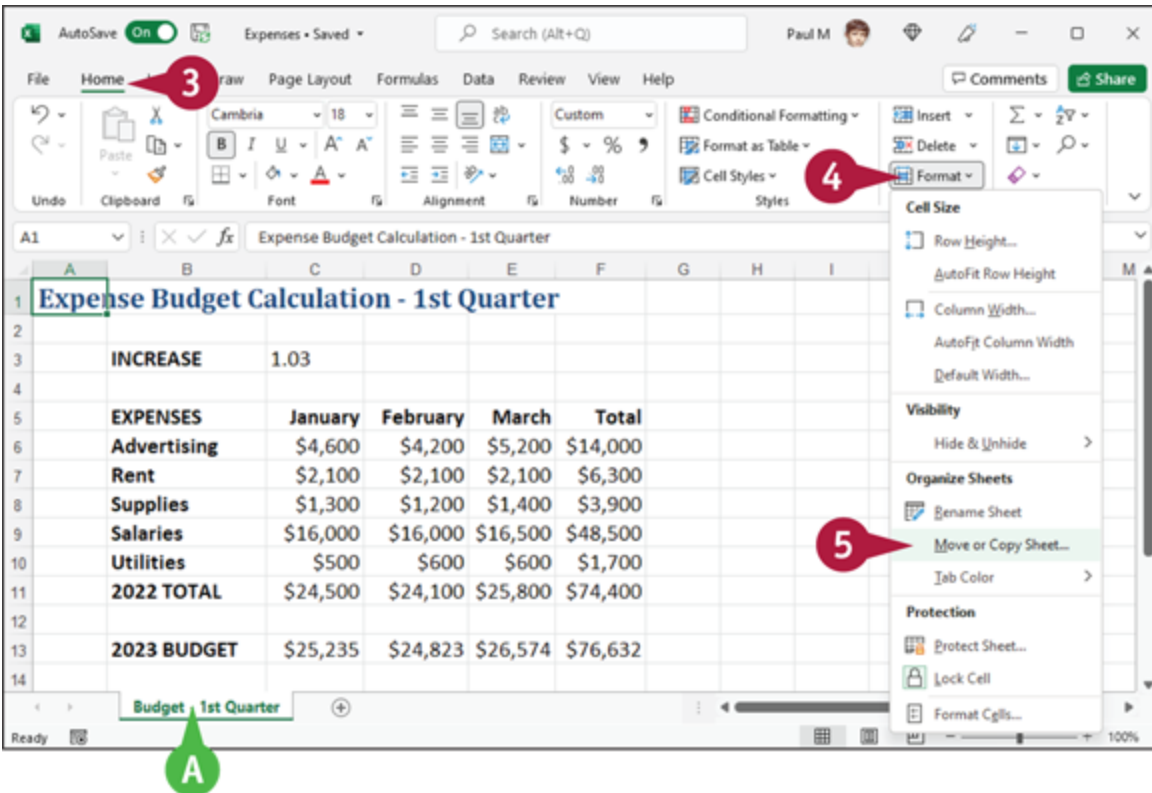 AutoSave On Expenses • Saved Search (Alt+Q) Paul M
File Home raw Page Layout Formulas Data Review View Help Comments Share
3
Cambria 18 Custom Conditional Formatting Insert
Paste B I U A A $ % Format as Table Delete
Cell Styles Format
4
Undo Clipboard Font Alignment Number Styles
A1 fx Expense Budget Calculation - 1st Quarter
A B C D E F G H I M
1 Expense Budget Calculation - 1st Quarter
2
3 INCREASE 1.03
4
5 EXPENSES January February March Total
6 Advertising $4,600 $4,200 $5,200 $14,000
7 Rent $2,100 $2,100 $2,100 $6,300
8 Supplies $1,300 $1,200 $1,400 $3,900
9 Salaries $16,000 $16,000 $16,500 $48,500
10 Utilities $500 $600 $600 $1,700
11 2022 TOTAL $24,500 $24,100 $25,800 $74,400
12
13 2023 BUDGET $25,235 $24,823 $26,574 $76,632
14
Cell Size
Row Height...
AutoFit Row Height
Column Width...
AutoFit Column Width
Default Width...
Visibility
Hide & Unhide
Organize Sheets
Rename Sheet
5
Move or Copy Sheet...
Tab Color
Protection
Protect Sheet...
Lock Cell
Format Cells...
Budget 1st Quarter
Ready 100%
A